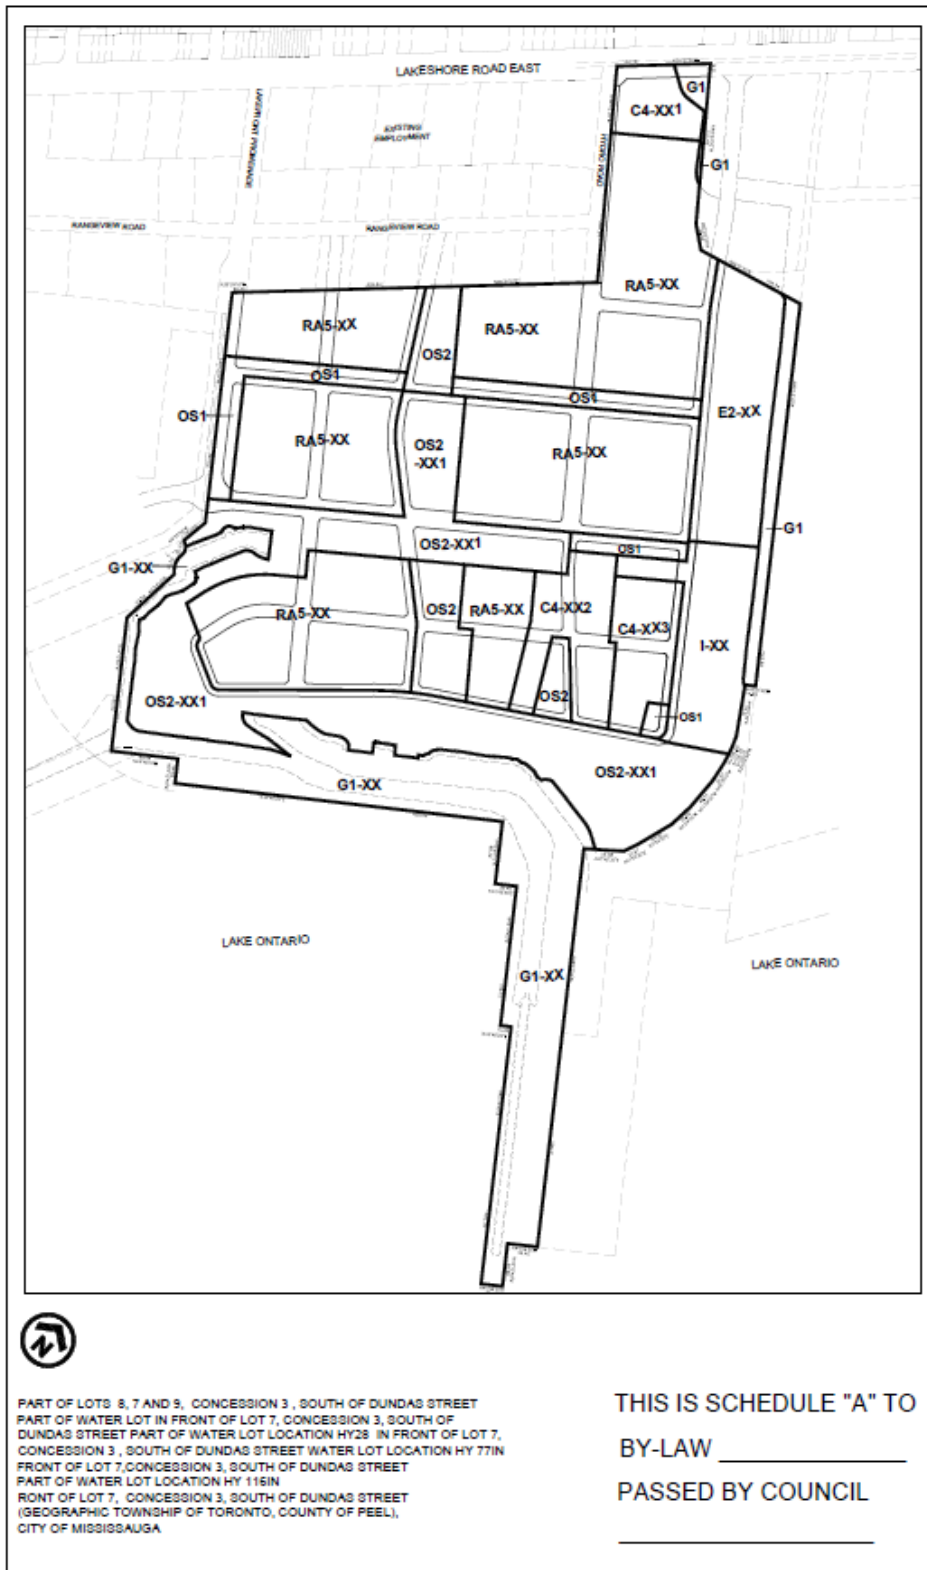 LAKESHORE ROAD EAST
G1
C4-XX1
EXISTING
EMPLOYMENT
HYDRO ROAD
G1
RANGEVIEW ROAD
RANGEVIEW ROAD
RA5-XX
RA5-XX
RA5-XX
OS2
OS1
OS1
E2-XX
OS1
RA5-XX
OS2
-XX1
RA5-XX
G1
OS2-XX1
OS1
G1-XX
RA5-XX
OS2
RA5-XX
C4-XX2
C4-XX3
I-XX
OS2-XX1
OS2
OS1
OS2-XX1
G1-XX
LAKE ONTARIO
LAKE ONTARIO
G1-XX
N
PART OF LOTS 8, 7 AND 9, CONCESSION 3 , SOUTH OF DUNDAS STREET
PART OF WATER LOT IN FRONT OF LOT 7, CONCESSION 3, SOUTH OF
DUNDAS STREET PART OF WATER LOT LOCATION HY28 IN FRONT OF LOT 7,
CONCESSION 3 , SOUTH OF DUNDAS STREET WATER LOT LOCATION HY 77IN
FRONT OF LOT 7,CONCESSION 3, SOUTH OF DUNDAS STREET
PART OF WATER LOT LOCATION HY 116IN
RONT OF LOT 7, CONCESSION 3, SOUTH OF DUNDAS STREET
(GEOGRAPHIC TOWNSHIP OF TORONTO, COUNTY OF PEEL),
CITY OF MISSISSAUGA
THIS IS SCHEDULE "A" TO
BY-LAW
PASSED BY COUNCIL